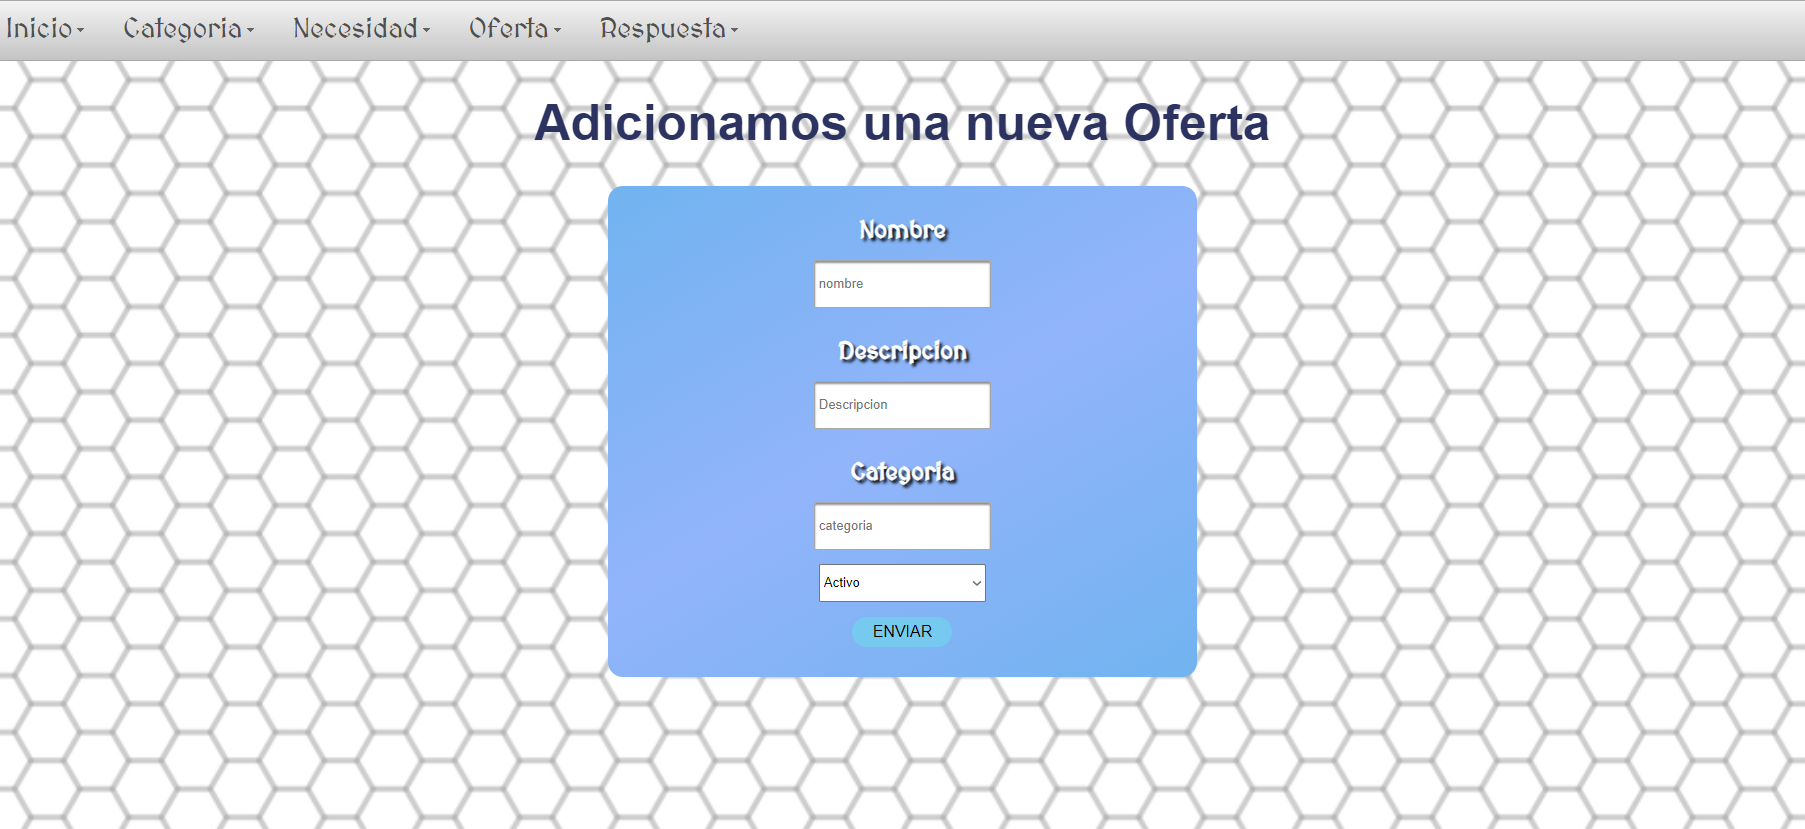 Inicio Categoria Necesidad Oferta Respuesta
Adicionamos una nueva Oferta
Nombre
nombre
Descripcion
Descripcion
Categoria
categoria
Activo
ENVIAR